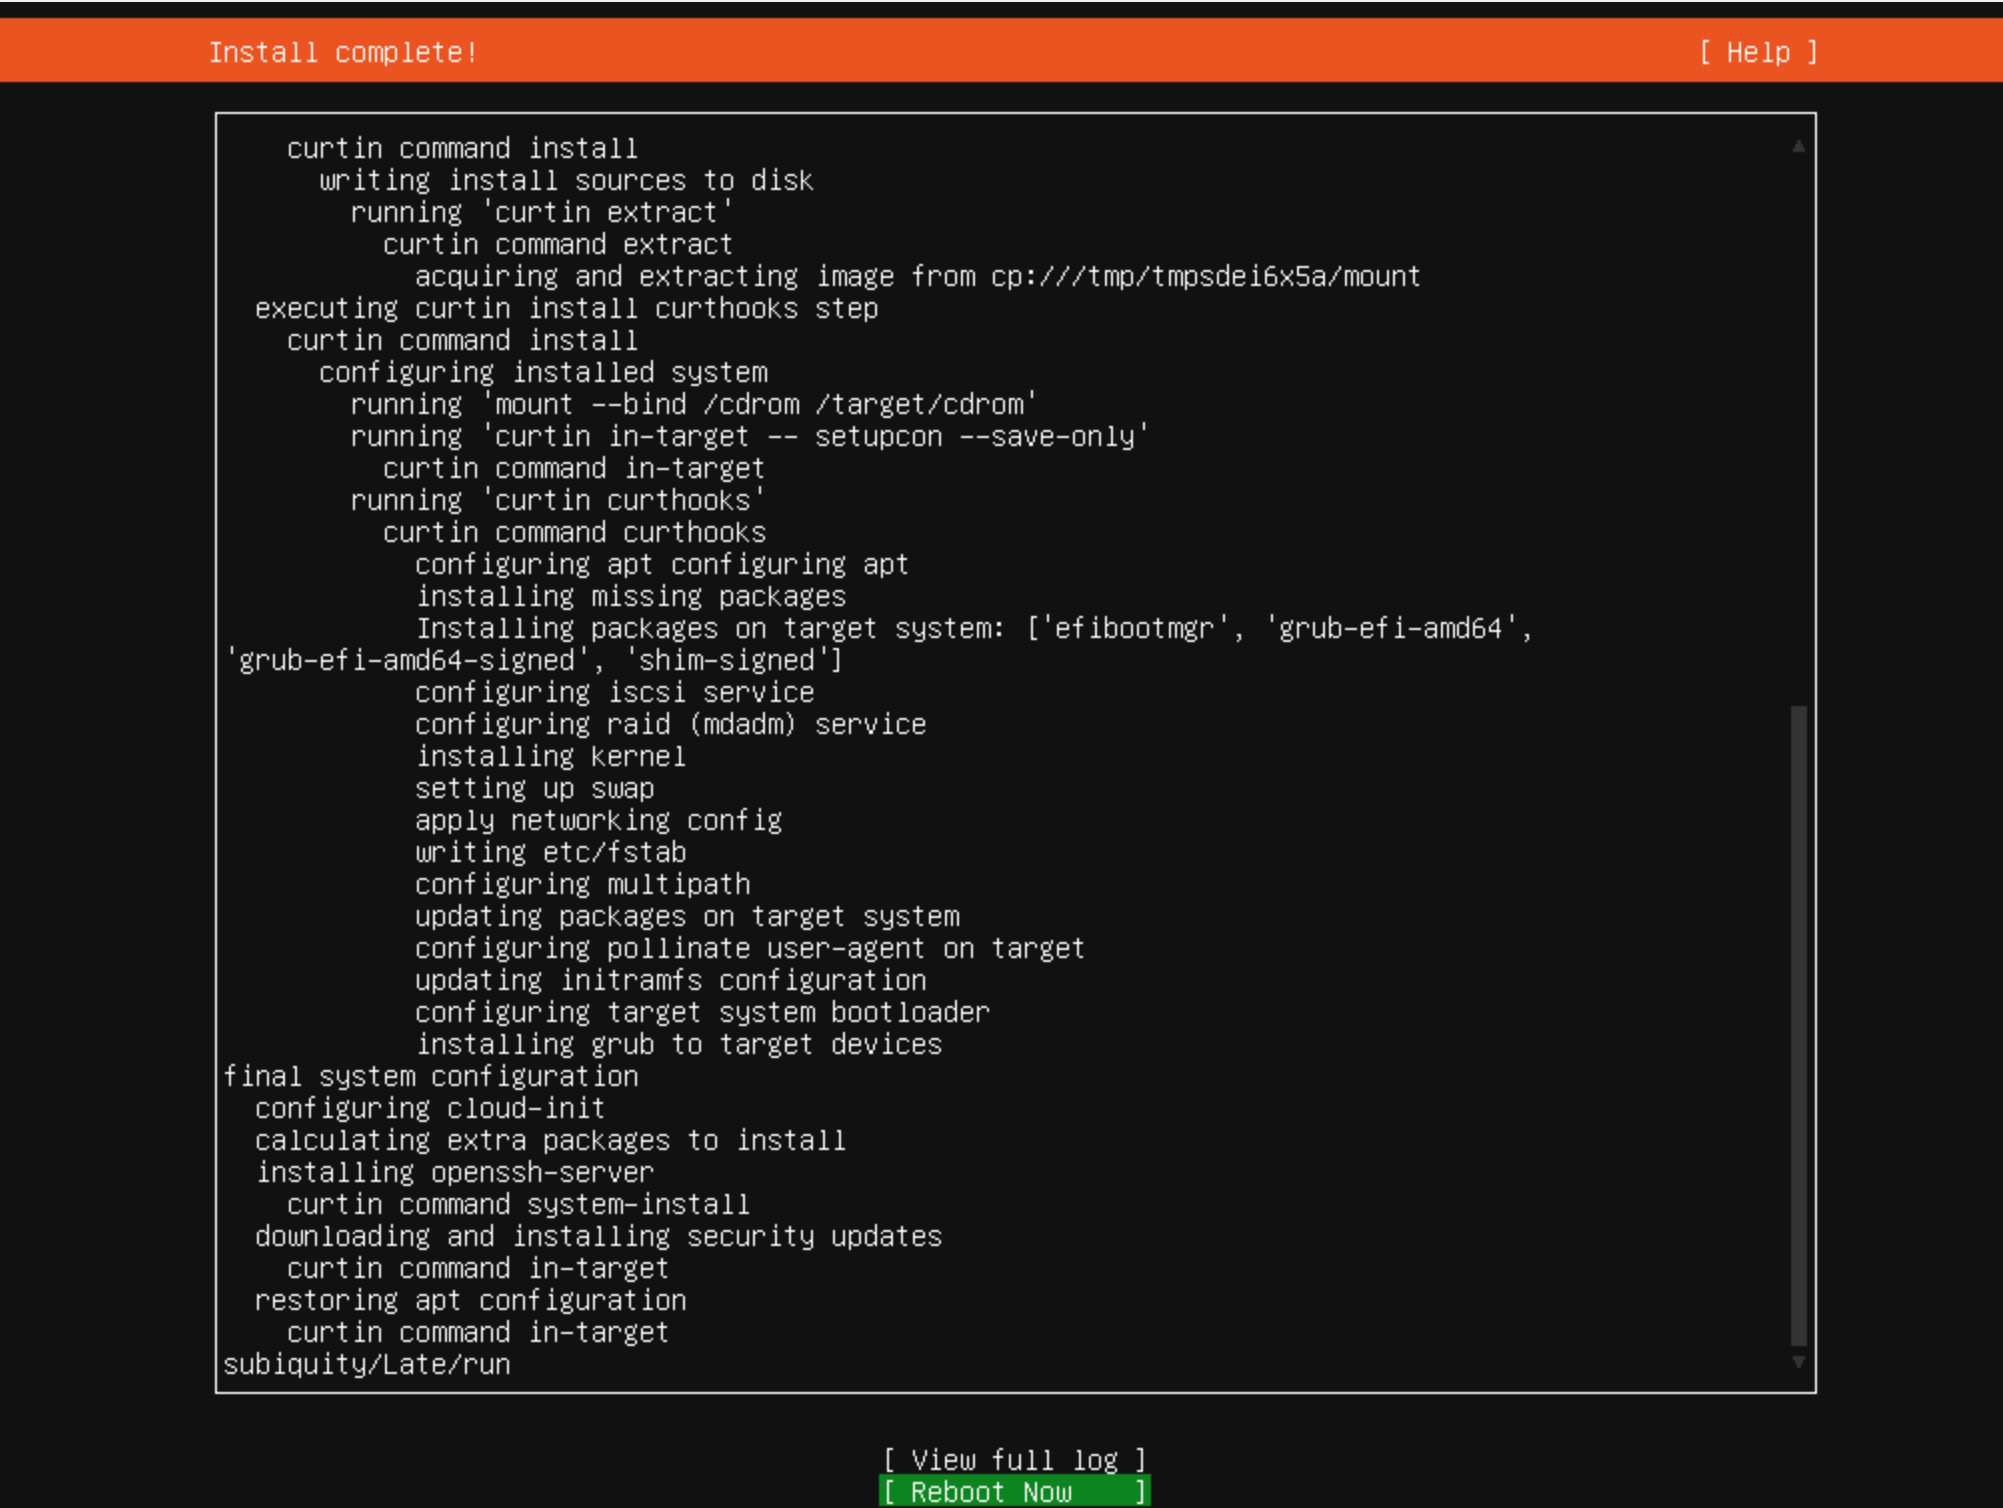 Install complete! [ Help ]
curtin command install
writing install sources to disk
running 'curtin extract'
curtin command extract
acquiring and extracting image from cp:///tmp/tmpsdei6x5a/mount
executing curtin install curthooks step
curtin command install
configuring installed system
running 'mount --bind /cdrom /target/cdrom'
running 'curtin in-target -- setupcon --save-only'
curtin command in-target
running 'curtin curthooks'
curtin command curthooks
configuring apt configuring apt
installing missing packages
Installing packages on target system: ['efibootmgr', 'grub-efi-amd64',
'grub-efi-amd64-signed', 'shim-signed']
configuring iscsi service
configuring raid (mdadm) service
installing kernel
setting up swap
apply networking config
writing etc/fstab
configuring multipath
updating packages on target system
configuring pollinate user-agent on target
updating initramfs configuration
configuring target system bootloader
installing grub to target devices
final system configuration
configuring cloud-init
calculating extra packages to install
installing openssh-server
curtin command system-install
downloading and installing security updates
curtin command in-target
restoring apt configuration
curtin command in-target
subiquity/Late/run
[ View full log ]
[ Reboot Now ]